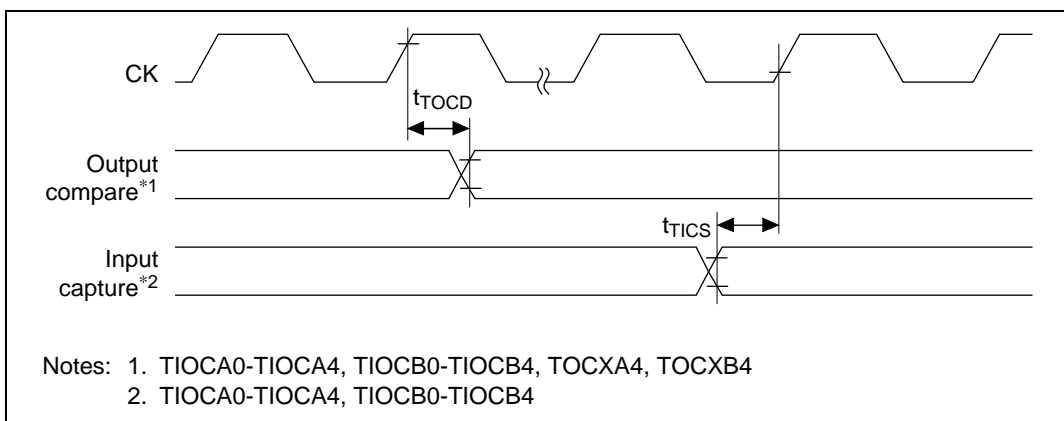 CK
tTOCD
Output
compare*1
tTICS
Input
capture*2
Notes: 1. TIOCA0-TIOCA4, TIOCB0-TIOCB4, TOCXA4, TOCXB4
2. TIOCA0-TIOCA4, TIOCB0-TIOCB4